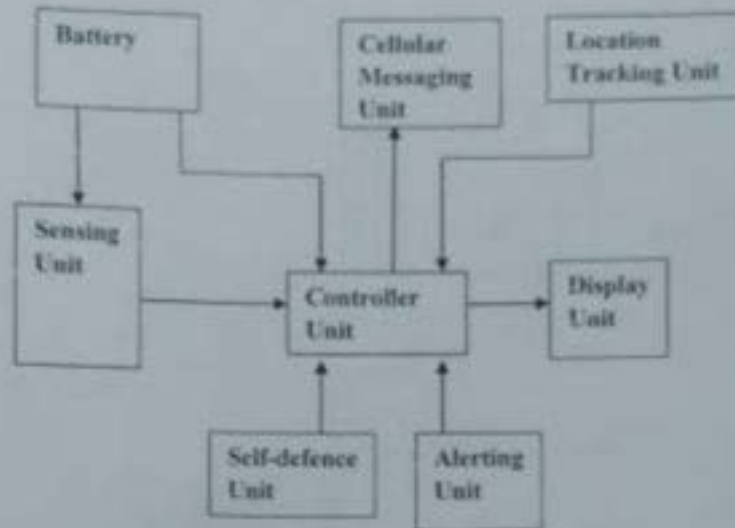 Battery
Cellular
Messaging
Unit
Location
Tracking Unit
Sensing
Unit
Controller
Unit
Display
Unit
Self-defence
Unit
Alerting
Unit